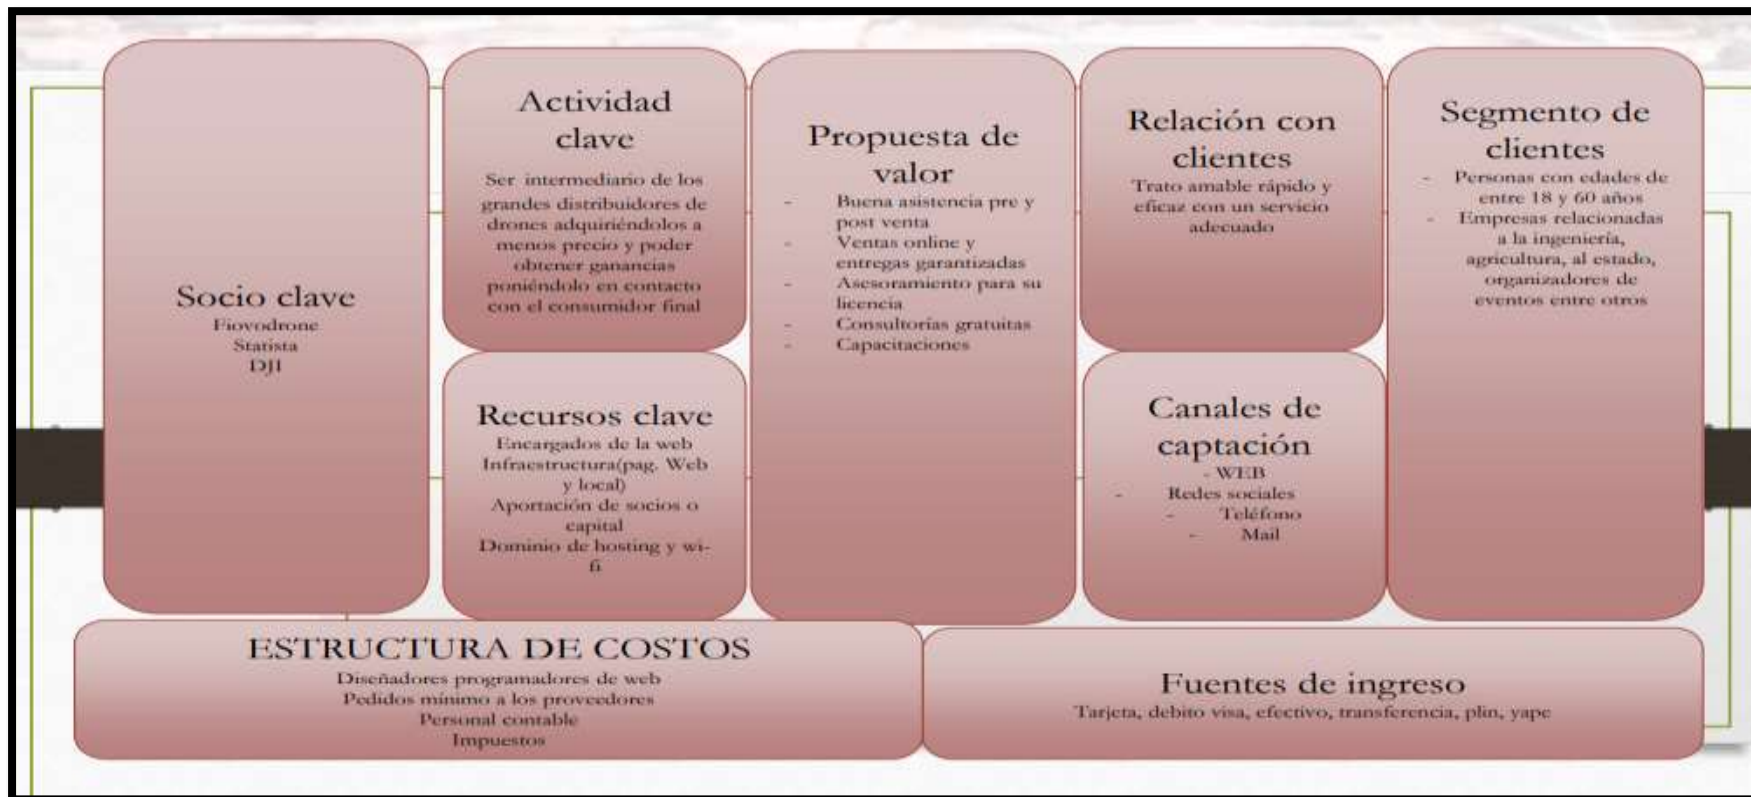 Socio clave
Fiovodrone
Statista
DJI
Actividad
clave
Ser intermediario de los
grandes distribuidores de
drones adquiriéndolos a
menos precio y poder
obtener ganancias
poniéndolo en contacto
con el consumidor final
Recursos clave
Encargados de la web
Infraestructura(pag. Web
y local)
Aportación de socios o
capital
Dominio de hosting y wi-
fi
Propuesta de
valor
- Buena asistencia pre y
post venta
- Ventas online y
entregas garantizadas
- Asesoramiento para su
licencia
- Consultorías gratuitas
- Capacitaciones
Relación con
clientes
Trato amable rápido y
eficaz con un servicio
adecuado
Canales de
captación
- WEB
- Redes sociales
- Teléfono
- Mail
Segmento de
clientes
- Personas con edades de
entre 18 y 60 años
- Empresas relacionadas
a la ingeniería,
agricultura, al estado,
organizadores de
eventos entre otros
ESTRUCTURA DE COSTOS
Diseñadores programadores de web
Pedidos mínimo a los proveedores
Personal contable
Impuestos
Fuentes de ingreso
Tarjeta, debito visa, efectivo, transferencia, plin, yape